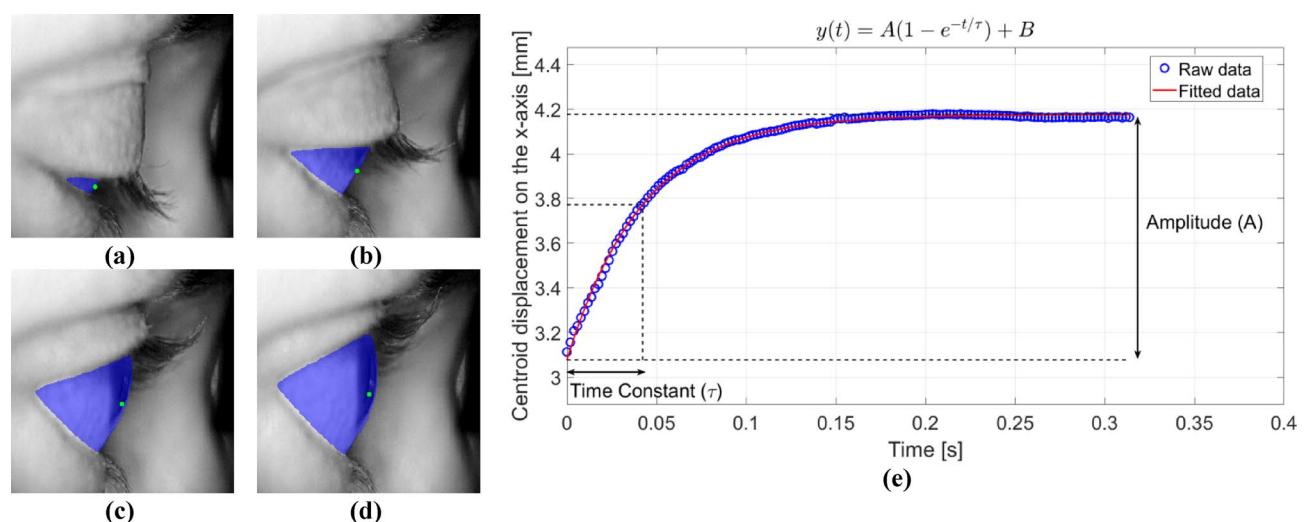 (a)
(b)
(c)
(d)
y(t) = A(1 − e^{−t/τ}) + B
Centroid displacement on the x-axis [mm]
4.4
4.2
4
3.8
3.6
3.4
3.2
3
Raw data
Fitted data
Amplitude (A)
Time Constant (τ)
0
0.05
0.1
0.15
0.2
0.25
0.3
0.35
0.4
Time [s]
(e)